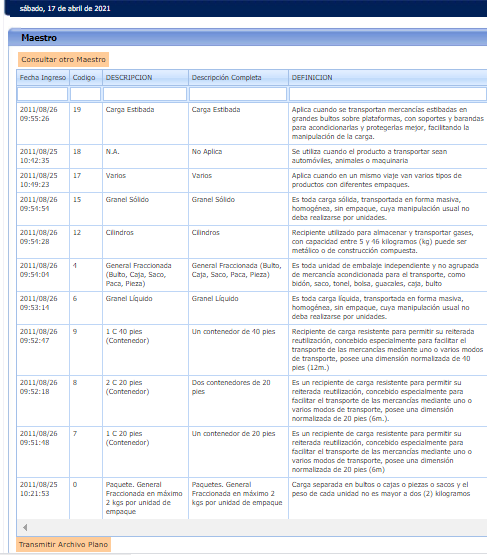 sábado, 17 de abril de 2021
Maestro
Consultar otro Maestro
Fecha Ingreso Codigo DESCRIPCION Descripción Completa DEFINICION
2011/08/26 09:55:26 19 Carga Estibada Carga Estibada Aplica cuando se transportan mercancías estibadas en
grandes bultos sobre plataformas, con soportes y barandas
para acondicionarlas y protegerlas mejor, facilitando la
manipulación de la carga.
2011/08/25 10:42:35 18 N.A. No Aplica Se utiliza cuando el producto a transportar sean
automóviles, animales o maquinaria
2011/08/25 10:49:23 17 Varios Varios Aplica cuando en un mismo viaje van varios tipos de
productos con diferentes empaques.
2011/08/26 09:54:54 15 Granel Sólido Granel Sólido Es toda carga sólida, transportada en forma masiva,
homogénea, sin empaque, cuya manipulación usual no
deba realizarse por unidades.
2011/08/26 09:54:28 12 Cilindros Cilindros Recipiente utilizado para almacenar y transportar gases,
con capacidad entre 5 y 46 kilogramos (kg) puede ser
metálico o de construcción compuesta.
2011/08/26 09:54:04 4 General Fraccionada (Bulto, Caja, Saco, Paca, Pieza) General Fraccionada (Bulto, Caja, Saco, Paca, Pieza) Es toda unidad de embalaje independiente y no agrupada
de mercancía acondicionada para el transporte, como
bidón, saco, tonel, bolsa, guacales, caja, bulto
2011/08/26 09:53:14 6 Granel Líquido Granel Líquido Es toda carga líquida, transportada en forma masiva,
homogénea, sin empaque, cuya manipulación usual no
deba realizarse por unidades.
2011/08/26 09:52:47 9 1 C 40 pies (Contenedor) Un contenedor de 40 pies Recipiente de carga resistente para permitir su reiterada
reutilización, concebido especialmente para facilitar el
transporte de las mercancías mediante uno o varios modos
de transporte, posee una dimensión normalizada de 40
pies (12m.)
2011/08/26 09:52:18 8 2 C 20 pies (Contenedor) Dos contenedores de 20 pies Es un recipiente de carga resistente para permitir su
reiterada reutilización, concebido especialmente para
facilitar el transporte de las mercancías mediante uno o
varios modos de transporte, posee una dimensión
normalizada de 20 pies (6m.).
2011/08/26 09:51:48 7 1 C 20 pies (Contenedor) Un contenedor de 20 pies Es un recipiente de carga resistente para permitir su
reiterada reutilización, concebido especialmente para
facilitar el transporte de las mercancías mediante uno o
varios modos de transporte, posee una dimensión
normalizada de 20 pies (6m)
2011/08/25 10:21:53 0 Paquete. General Fraccionada en máximo 2 kgs por unidad de empaque Paquetes. General Fraccionada en máximo 2 kgs por unidad de empaque Carga separada en bultos o cajas o piezas o sacos y el
peso de cada unidad no es mayor a dos (2) kilogramos
Transmitir Archivo Plano